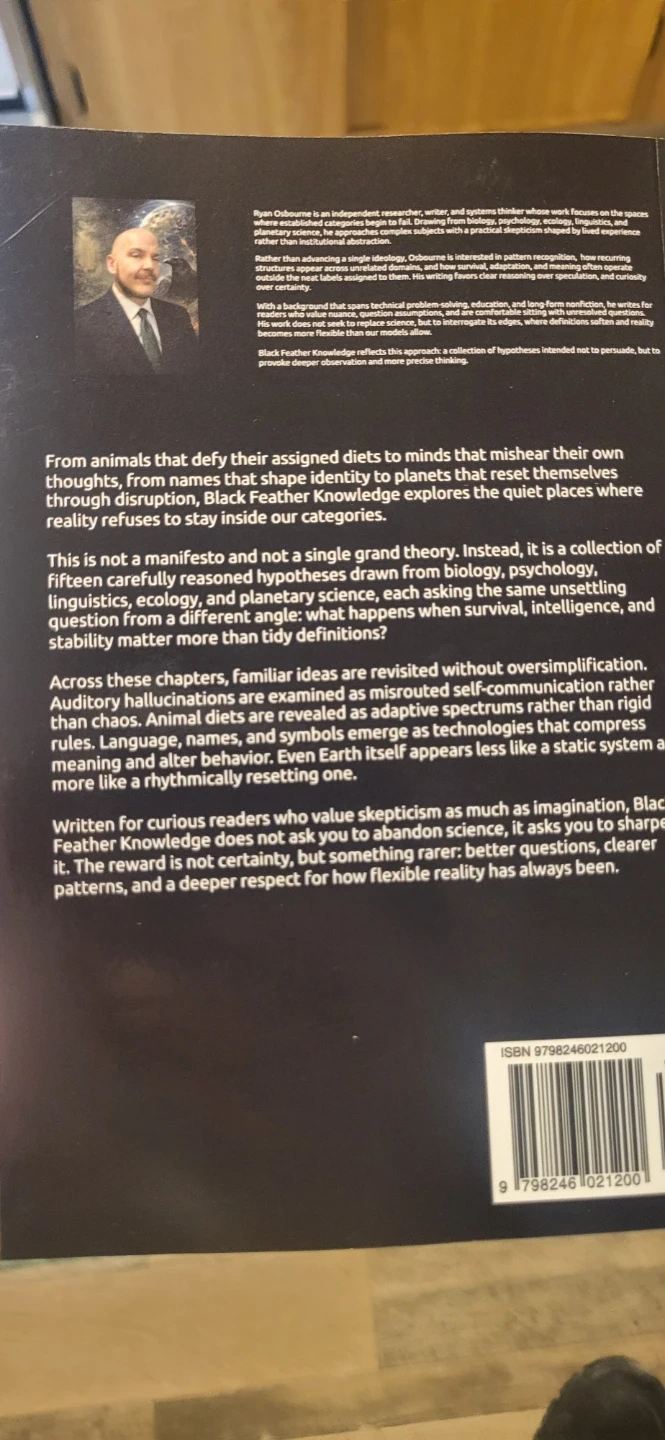 Ryan Osbourne is an independent researcher, writer, and systems thinker whose work focuses on the spaces
where established categories begin to fail. Drawing from biology, psychology, ecology, linguistics, and
planetary science, he approaches complex subjects with a practical skepticism shaped by lived experience
rather than institutional abstraction.
Rather than advancing a single ideology, Osbourne is interested in pattern recognition, how recurring
structures appear across unrelated domains, and how survival, adaptation, and meaning often operate
outside the neat labels assigned to them. His writing favors clear reasoning over speculation, and curiosity
over certainty.
With a background that spans technical problem-solving, education, and long-form nonfiction, he writes for
readers who value nuance, question assumptions, and are comfortable sitting with unresolved questions.
His work does not seek to replace science, but to interrogate its edges, where definitions soften and reality
becomes more flexible than our models allow.
Black Feather Knowledge reflects this approach: a collection of hypotheses intended not to persuade, but to
provoke deeper observation and more precise thinking.
From animals that defy their assigned diets to minds that mishear their own
thoughts, from names that shape identity to planets that reset themselves
through disruption, Black Feather Knowledge explores the quiet places where
reality refuses to stay inside our categories.
This is not a manifesto and not a single grand theory. Instead, it is a collection of
fifteen carefully reasoned hypotheses drawn from biology, psychology,
linguistics, ecology, and planetary science, each asking the same unsettling
question from a different angle: what happens when survival, intelligence, and
stability matter more than tidy definitions?
Across these chapters, familiar ideas are revisited without oversimplification.
Auditory hallucinations are examined as misrouted self-communication rather
than chaos. Animal diets are revealed as adaptive spectrums rather than rigid
rules. Language, names, and symbols emerge as technologies that compress
meaning and alter behavior. Even Earth itself appears less like a static system a
more like a rhythmically resetting one.
Written for curious readers who value skepticism as much as imagination, Blac
Feather Knowledge does not ask you to abandon science, it asks you to sharpe
it. The reward is not certainty, but something rarer: better questions, clearer
patterns, and a deeper respect for how flexible reality has always been.
ISBN 9798246021200
9 798246 021200